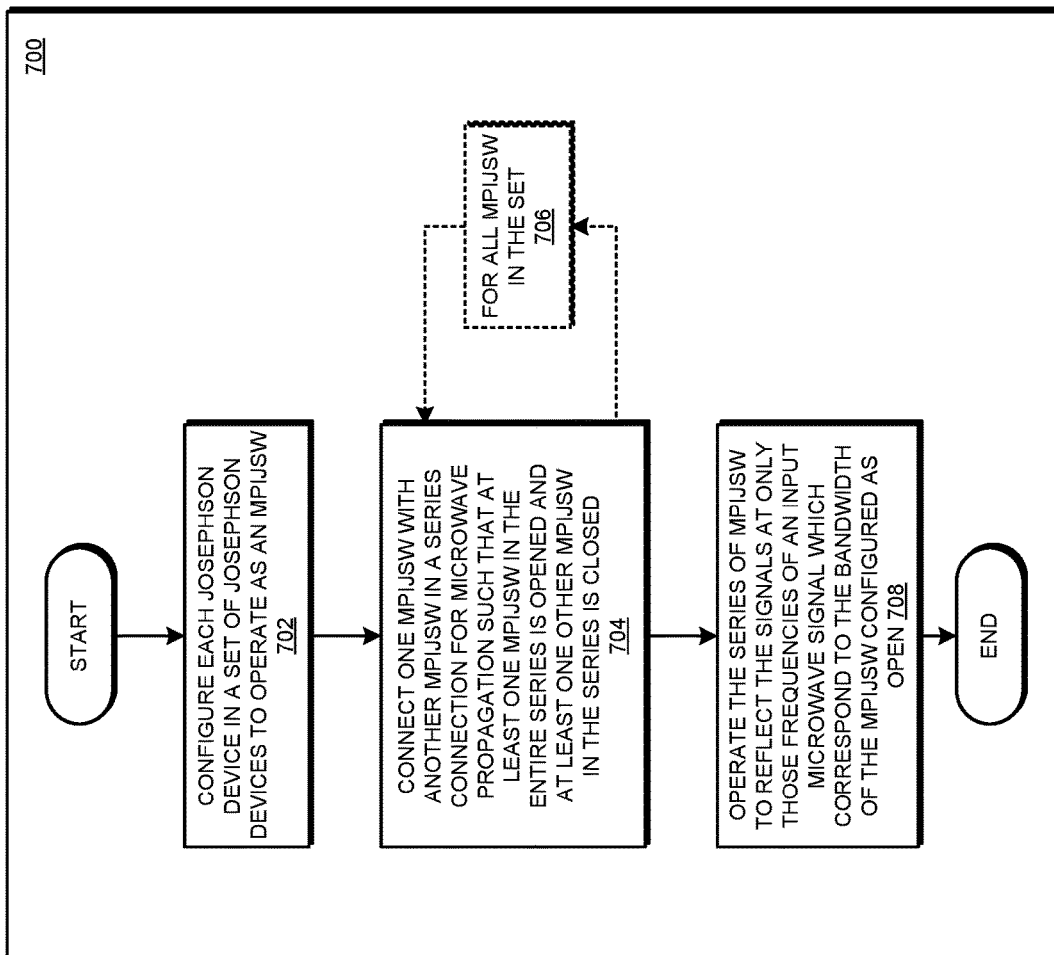 700
START
CONFIGURE EACH JOSEPHSON
DEVICE IN A SET OF JOSEPHSON
DEVICES TO OPERATE AS AN MPIJSW
702
CONNECT ONE MPIJSW WITH
ANOTHER MPIJSW IN A SERIES
CONNECTION FOR MICROWAVE
PROPAGATION SUCH THAT AT
LEAST ONE MPIJSW IN THE
ENTIRE SERIES IS OPENED AND
AT LEAST ONE OTHER MPIJSW
IN THE SERIES IS CLOSED
704
FOR ALL MPIJSW
IN THE SET
706
OPERATE THE SERIES OF MPIJSW
TO REFLECT THE SIGNALS AT ONLY
THOSE FREQUENCIES OF AN INPUT
MICROWAVE SIGNAL WHICH
CORRESPOND TO THE BANDWIDTH
OF THE MPIJSW CONFIGURED AS
OPEN 708
END